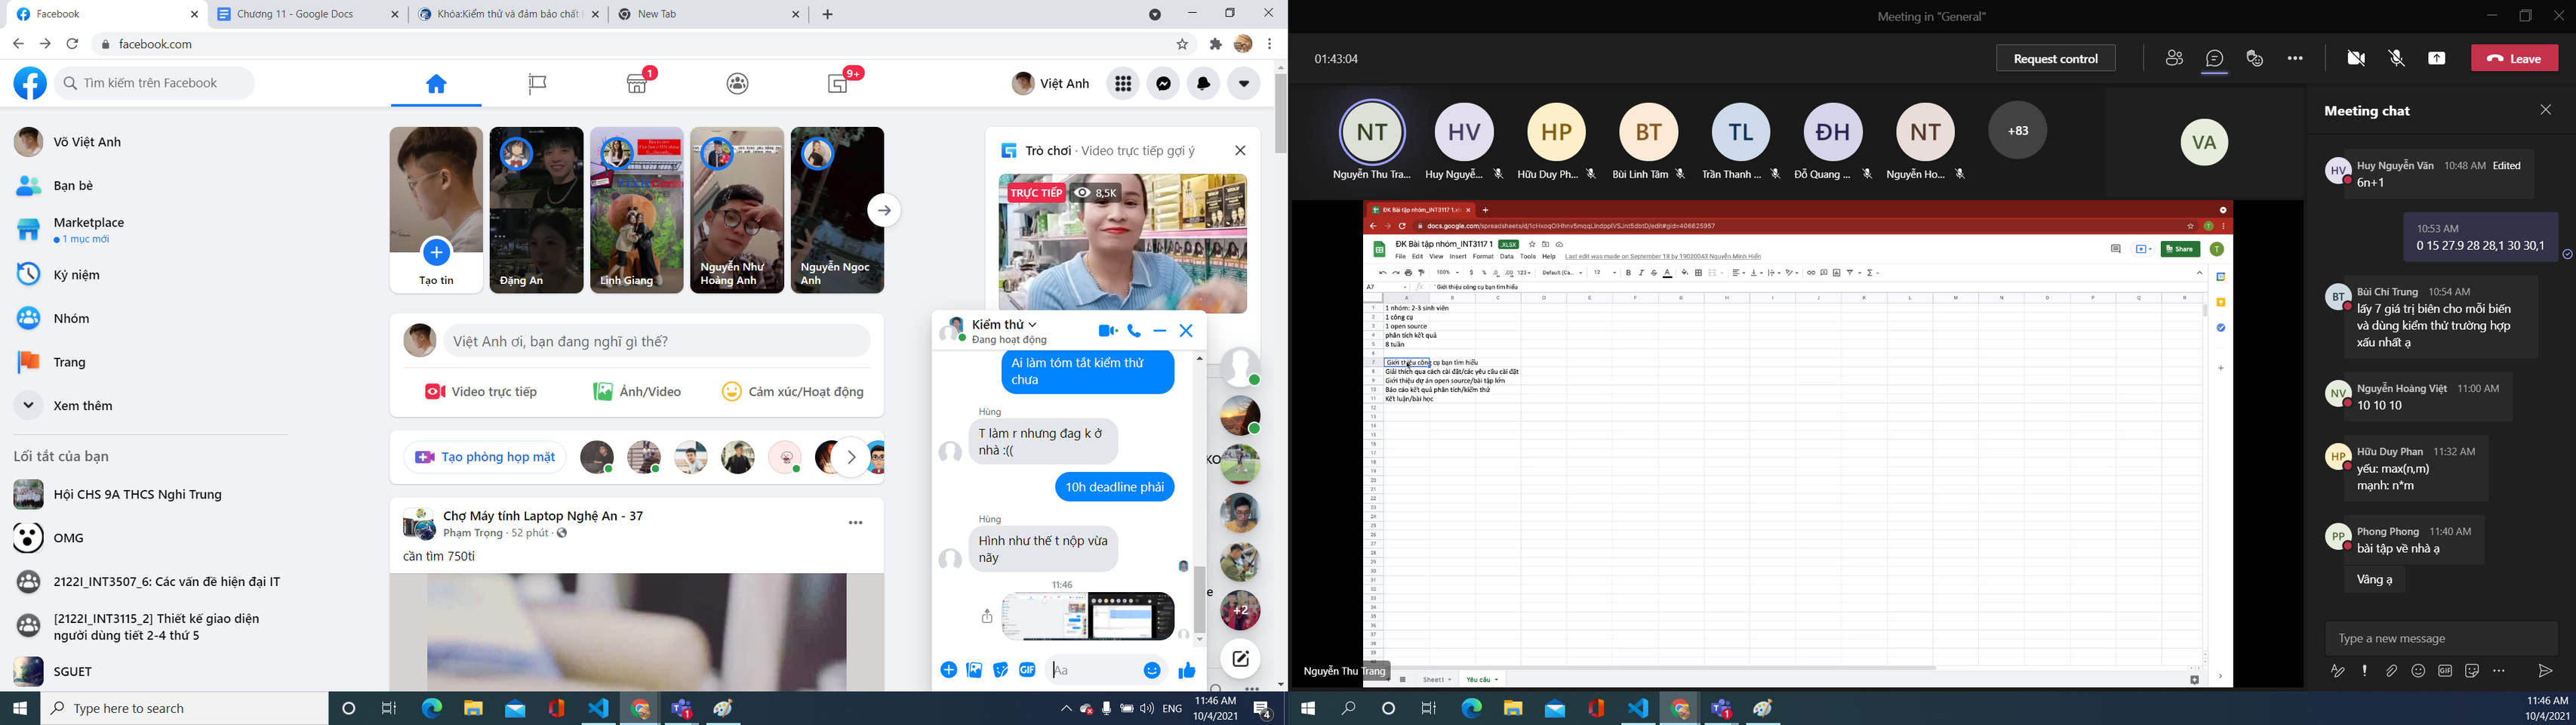 Facebook
Chương 11 - Google Docs
Khóa:Kiểm thử và đảm bảo chất
New Tab
facebook.com
Tìm kiếm trên Facebook
1
9+
Việt Anh
Võ Việt Anh
Bạn bè
Marketplace
1 mục mới
Kỷ niệm
Nhóm
Trang
Xem thêm
Lối tắt của bạn
Hội CHS 9A THCS Nghi Trung
OMG
2122I_INT3507_6: Các vấn đề hiện đại IT
[2122I_INT3115_2] Thiết kế giao diện
người dùng tiết 2-4 thứ 5
SGUET
Tạo tin
Đặng An
Linh Giang
Nguyễn Như
Hoàng Anh
Nguyễn Ngọc
Anh
Việt Anh ơi, bạn đang nghĩ gì thế?
Video trực tiếp
Ảnh/Video
Cảm xúc/Hoạt động
Tạo phòng họp mặt
Chợ Máy tính Laptop Nghệ An - 37
Phạm Trọng · 52 phút
cần tìm 750ti
Trò chơi · Video trực tiếp gợi ý
TRỰC TIẾP
8,5K
Kiểm thử
Đang hoạt động
Ai làm tóm tắt kiểm thử
chưa
Hùng
T làm r nhưng đag k ở
nhà :((
10h deadline phải
Hùng
Hình như thế t nộp vừa
nãy
11:46
GIF
Aa
+2
Type here to search
ENG
11:46 AM
10/4/2021
4
Meeting in "General"
01:43:04
Request control
Leave
NT
HV
HP
BT
TL
ĐH
NT
+83
VA
Nguyễn Thu Tra...
Huy Nguyễ...
Hữu Duy Ph...
Bùi Linh Tâm
Trần Thanh ...
Đỗ Quang ...
Nguyễn Ho...
ĐK Bài tập nhóm_INT3117 1
.XLSX
File Edit View Insert Format Data Tools Help
Last edit was made on September 18 by 19020043 Nguyễn Minh Hiển
Share
100%
Default (Ca...
12
A7
Giới thiệu công cụ bạn tìm hiểu
1 nhóm: 2-3 sinh viên
1 công cụ
1 open source
phân tích kết quả
8 tuần
Giới thiệu công cụ bạn tìm hiểu
Giải thích qua cách cài đặt/các yêu cầu cài đặt
Giới thiệu dự án open source/bài tập lớn
Báo cáo kết quả phân tích/kiểm thử
Kết luận/bài học
Sheet1
Yêu cầu
Nguyễn Thu Trang
Meeting chat
HV
Huy Nguyễn Văn 10:48 AM Edited
6n+1
10:53 AM
0 15 27.9 28 28,1 30 30,1
BT
Bùi Chí Trung 10:54 AM
lấy 7 giá trị biên cho mỗi biến
và dùng kiểm thử trường hợp
xấu nhất ạ
NV
Nguyễn Hoàng Việt 11:00 AM
10 10 10
HP
Hữu Duy Phan 11:32 AM
yếu: max(n,m)
mạnh: n*m
PP
Phong Phong 11:40 AM
bài tập về nhà ạ
Vâng ạ
Type a new message
11:46 AM
10/4/2021